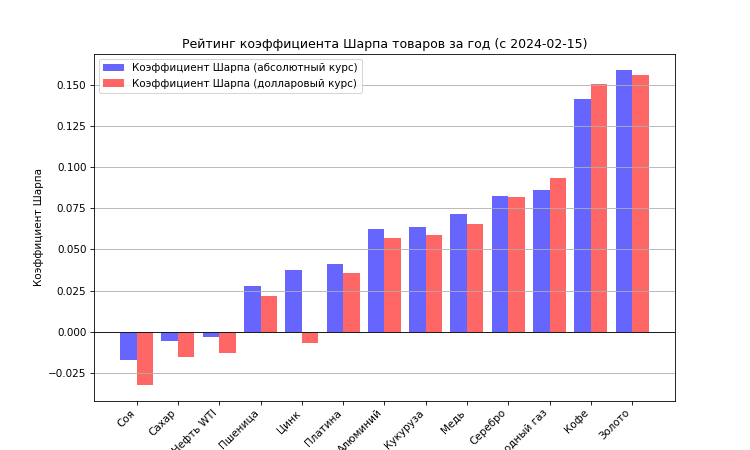 Рейтинг коэффициента Шарпа товаров за год (с 2024-02-15)
Коэффициент Шарпа (абсолютный курс)
Коэффициент Шарпа (долларовый курс)
Коэффициент Шарпа
0.150
0.125
0.100
0.075
0.050
0.025
0.000
−0.025
Соя
Сахар
Нефть WTI
Пшеница
Цинк
Платина
Алюминий
Кукуруза
Медь
Серебро
одный газ
Кофе
Золото